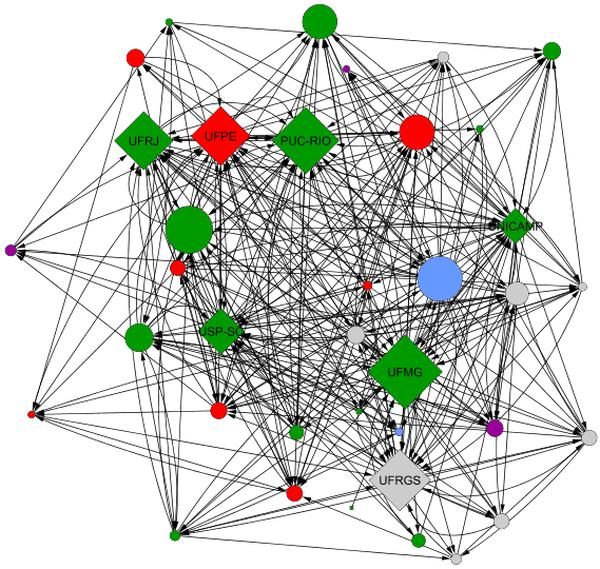 UFRJ
UFPE
PUC-RIO
UNICAMP
USP-SC
UFMG
UFRGS